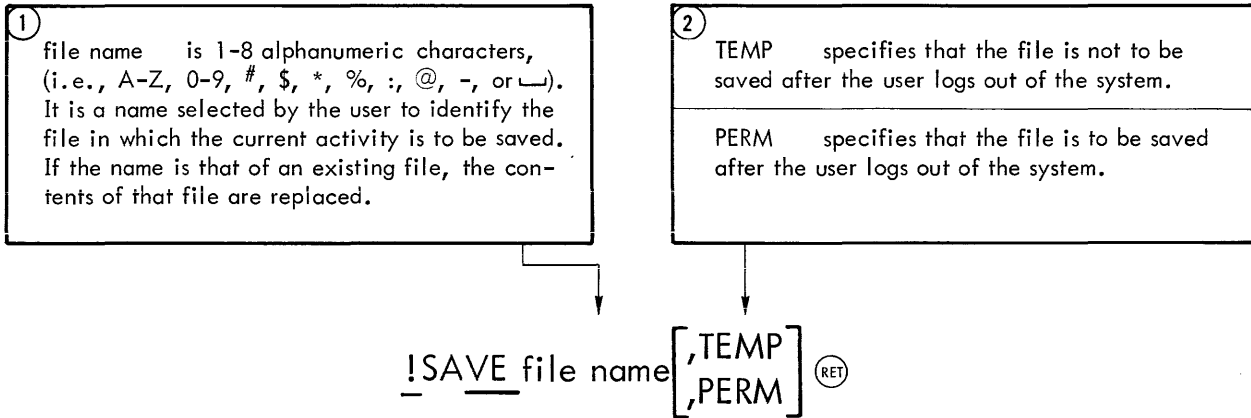 1
file name is 1-8 alphanumeric characters,
(i.e., A-Z, 0-9, #, $, *, %, :, @, -, or ⎵).
It is a name selected by the user to identify the
file in which the current activity is to be saved.
If the name is that of an existing file, the con-
tents of that file are replaced.
2
TEMP specifies that the file is not to be
saved after the user logs out of the system.
PERM specifies that the file is to be saved
after the user logs out of the system.
!SAVE file name [,TEMP
,PERM] RET